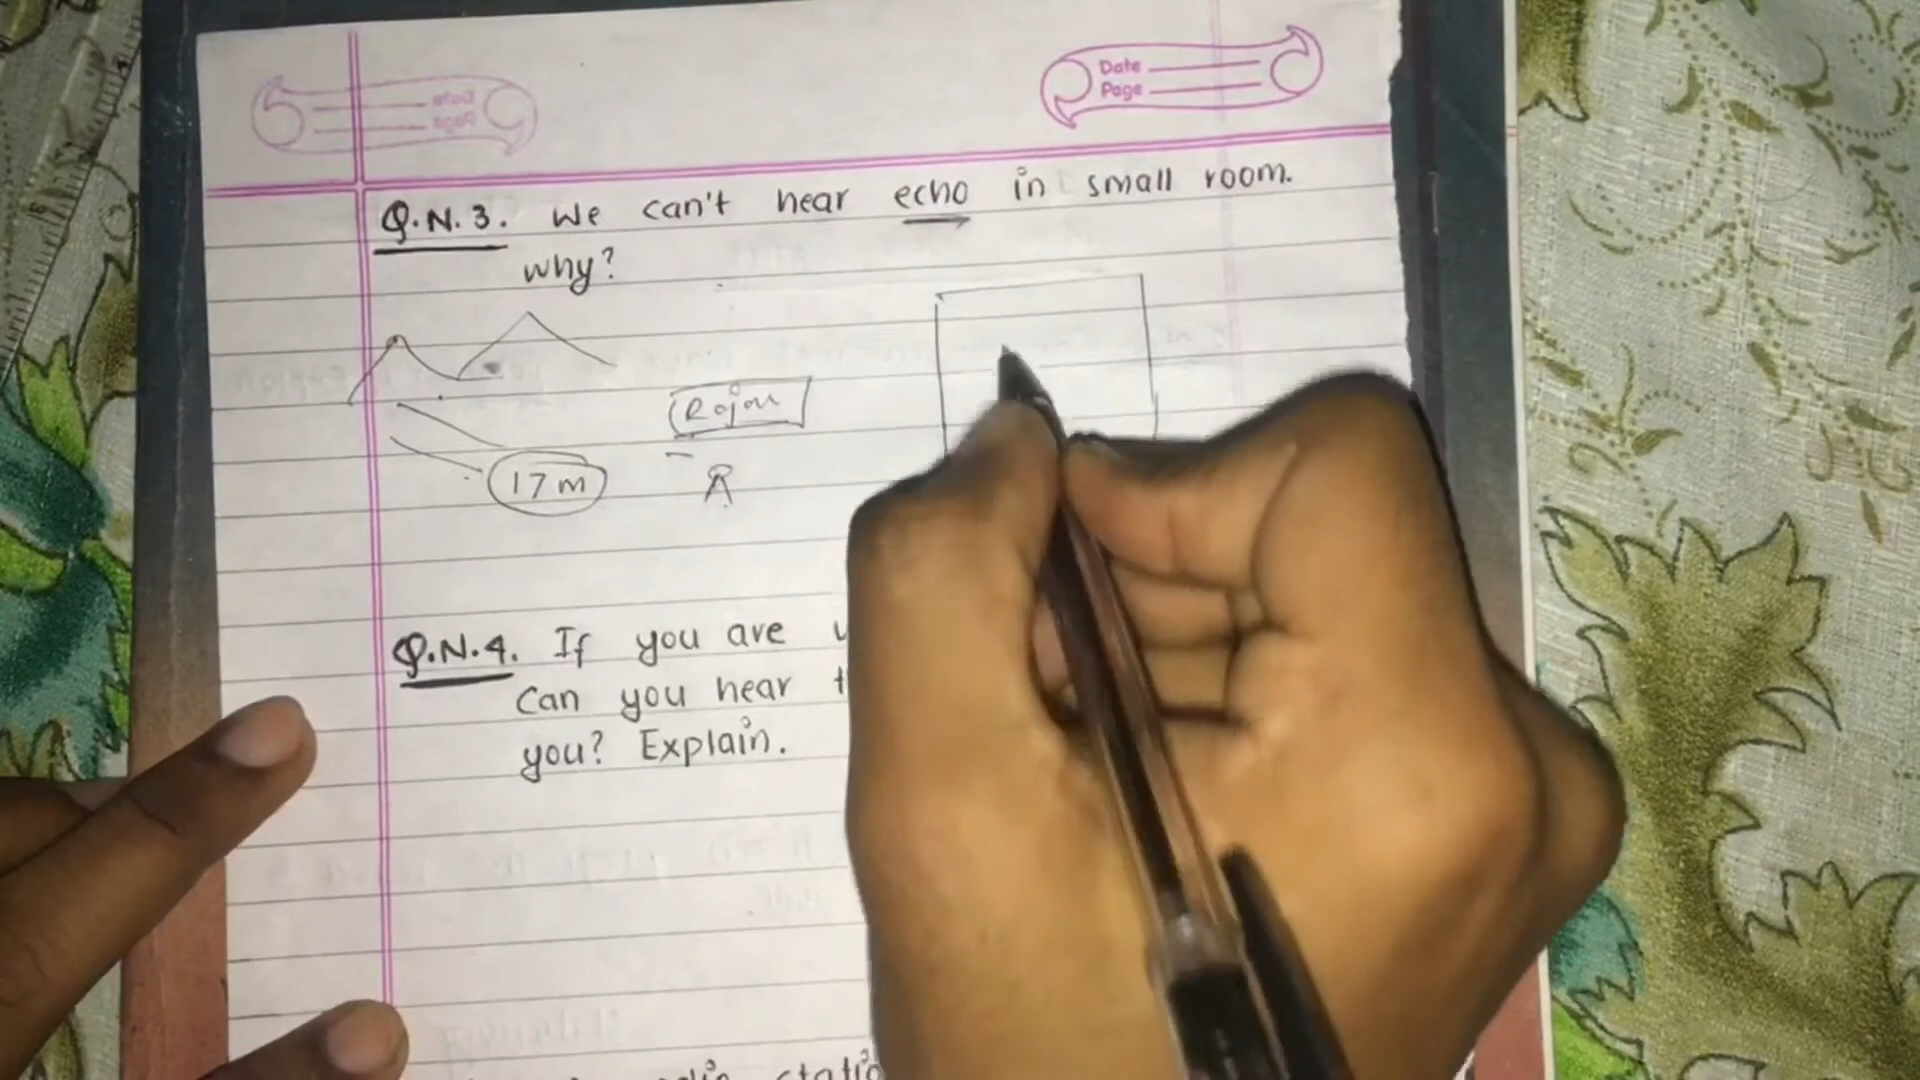 Date
Page
Q.N.3. We can't hear echo in small room.
why?
Rajan
17m
Q.N.4. If you are
Can you hear
you? Explain.